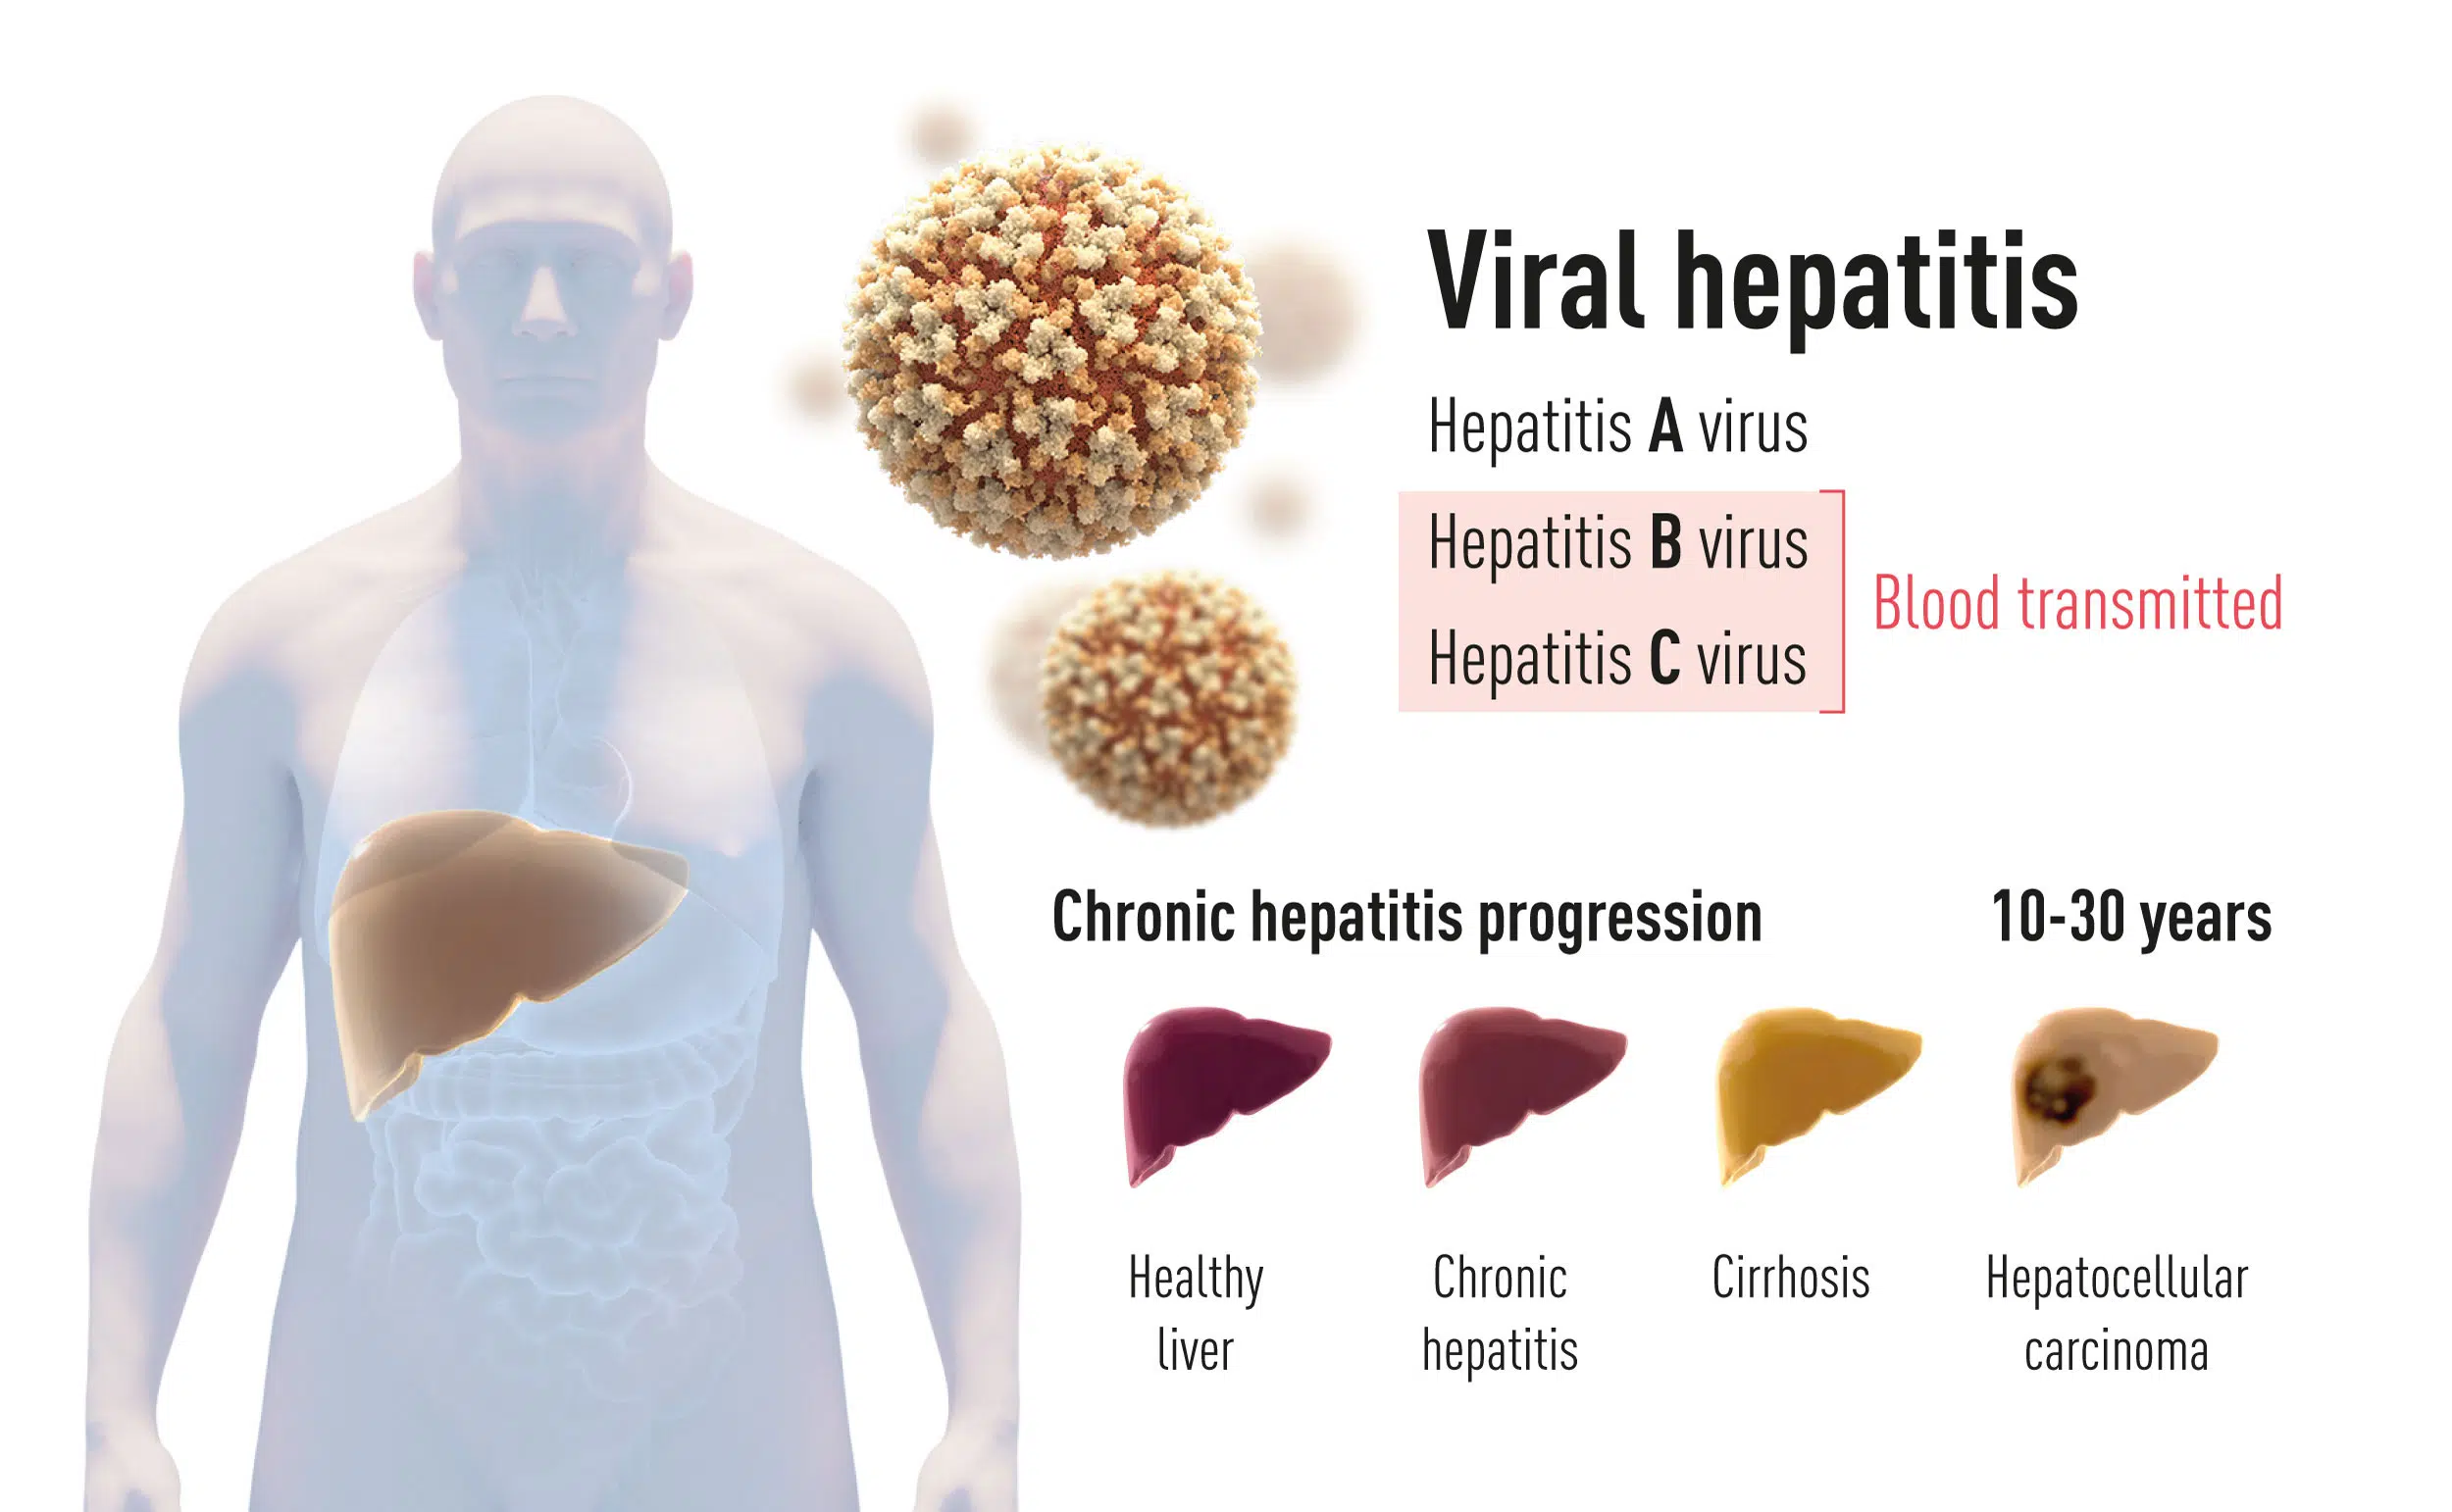 Viral hepatitis
Hepatitis A virus
Hepatitis B virus
Hepatitis C virus
Blood transmitted
Chronic hepatitis progression
10-30 years
Healthy
liver
Chronic
hepatitis
Cirrhosis
Hepatocellular
carcinoma